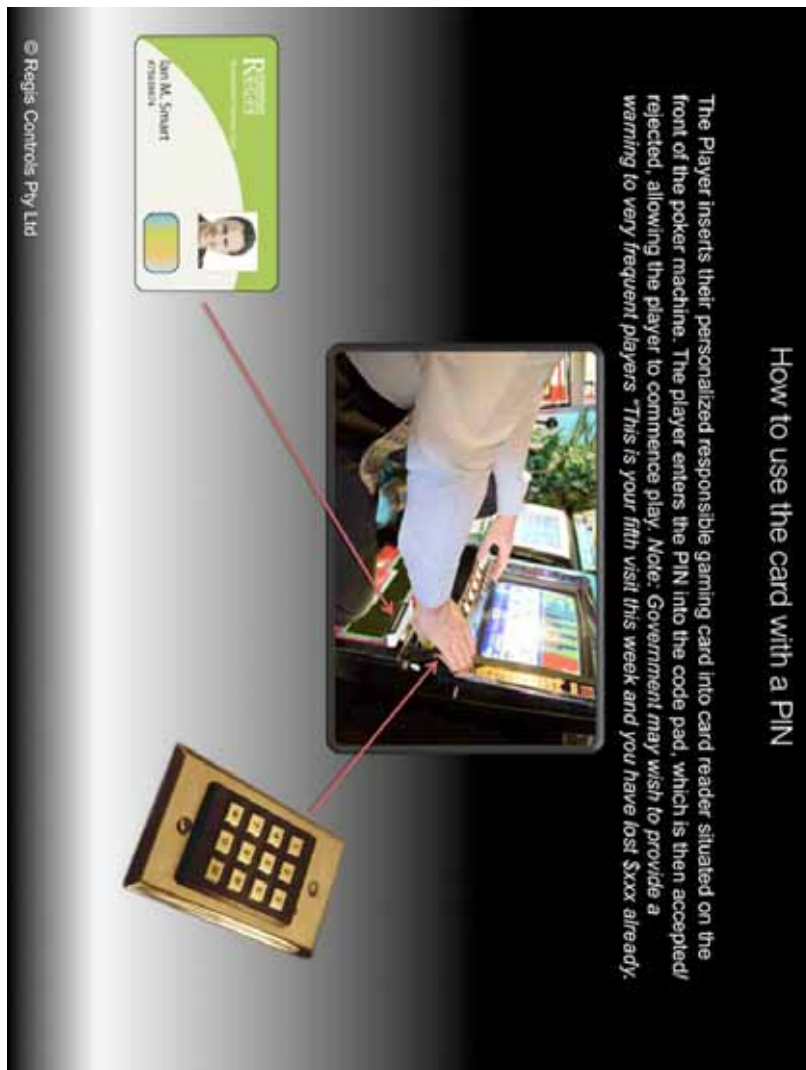 How to use the card with a PIN
The Player inserts their personalized responsible gaming card into card reader situated on the
front of the poker machine. The player enters the PIN into the code pad, which is then accepted/
rejected, allowing the player to commence play. Note: Government may wish to provide a
warning to very frequent players "This is your fifth visit this week and you have lost $xxx already.
Ian M. Smart
© Regis Controls Pty Ltd